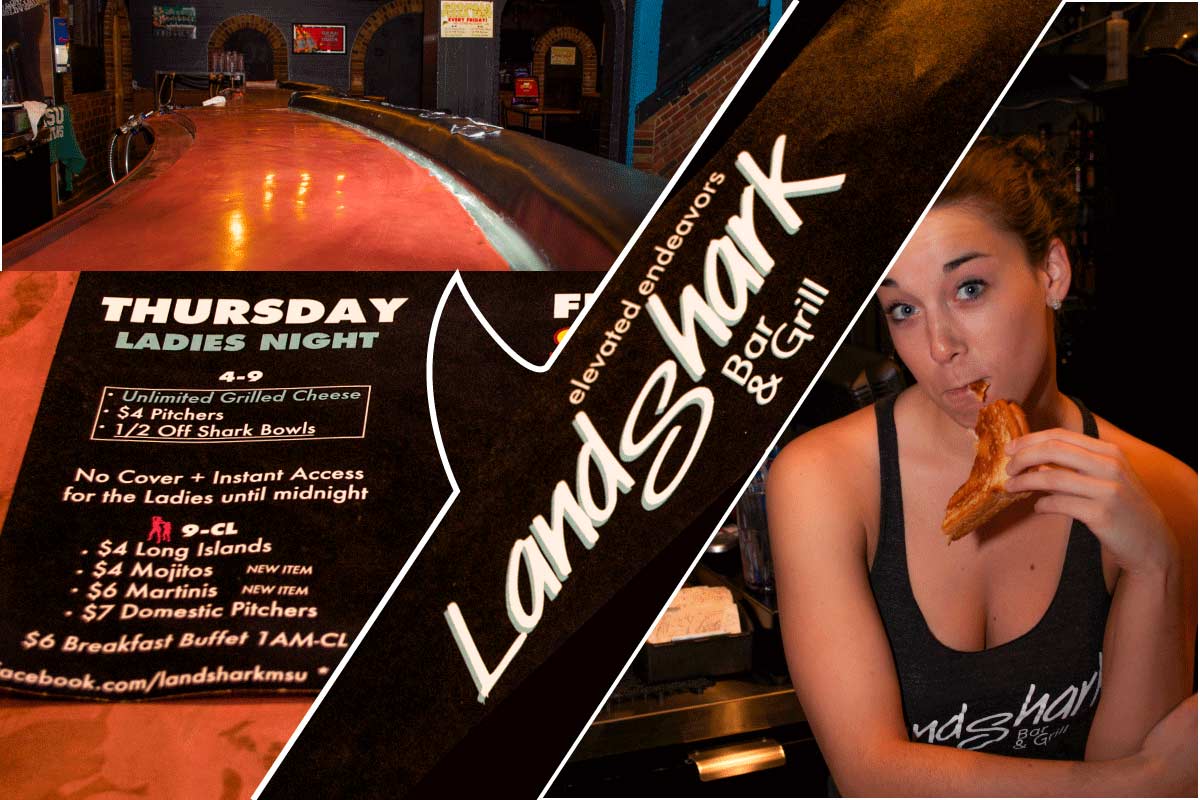 EVERY FRIDAY!
SU
THURSDAY
LADIES NIGHT
4-9
• Unlimited Grilled Cheese
• $4 Pitchers
• 1/2 Off Shark Bowls
No Cover + Instant Access
for the Ladies until midnight
9-CL
• $4 Long Islands
• $4 Mojitos NEW ITEM
• $6 Martinis NEW ITEM
• $7 Domestic Pitchers
$6 Breakfast Buffet 1AM-CL
facebook.com/landsharkmsu *
elevated endeavors
LandShark
Bar
& Grill
ndShark
Bar
& Grill